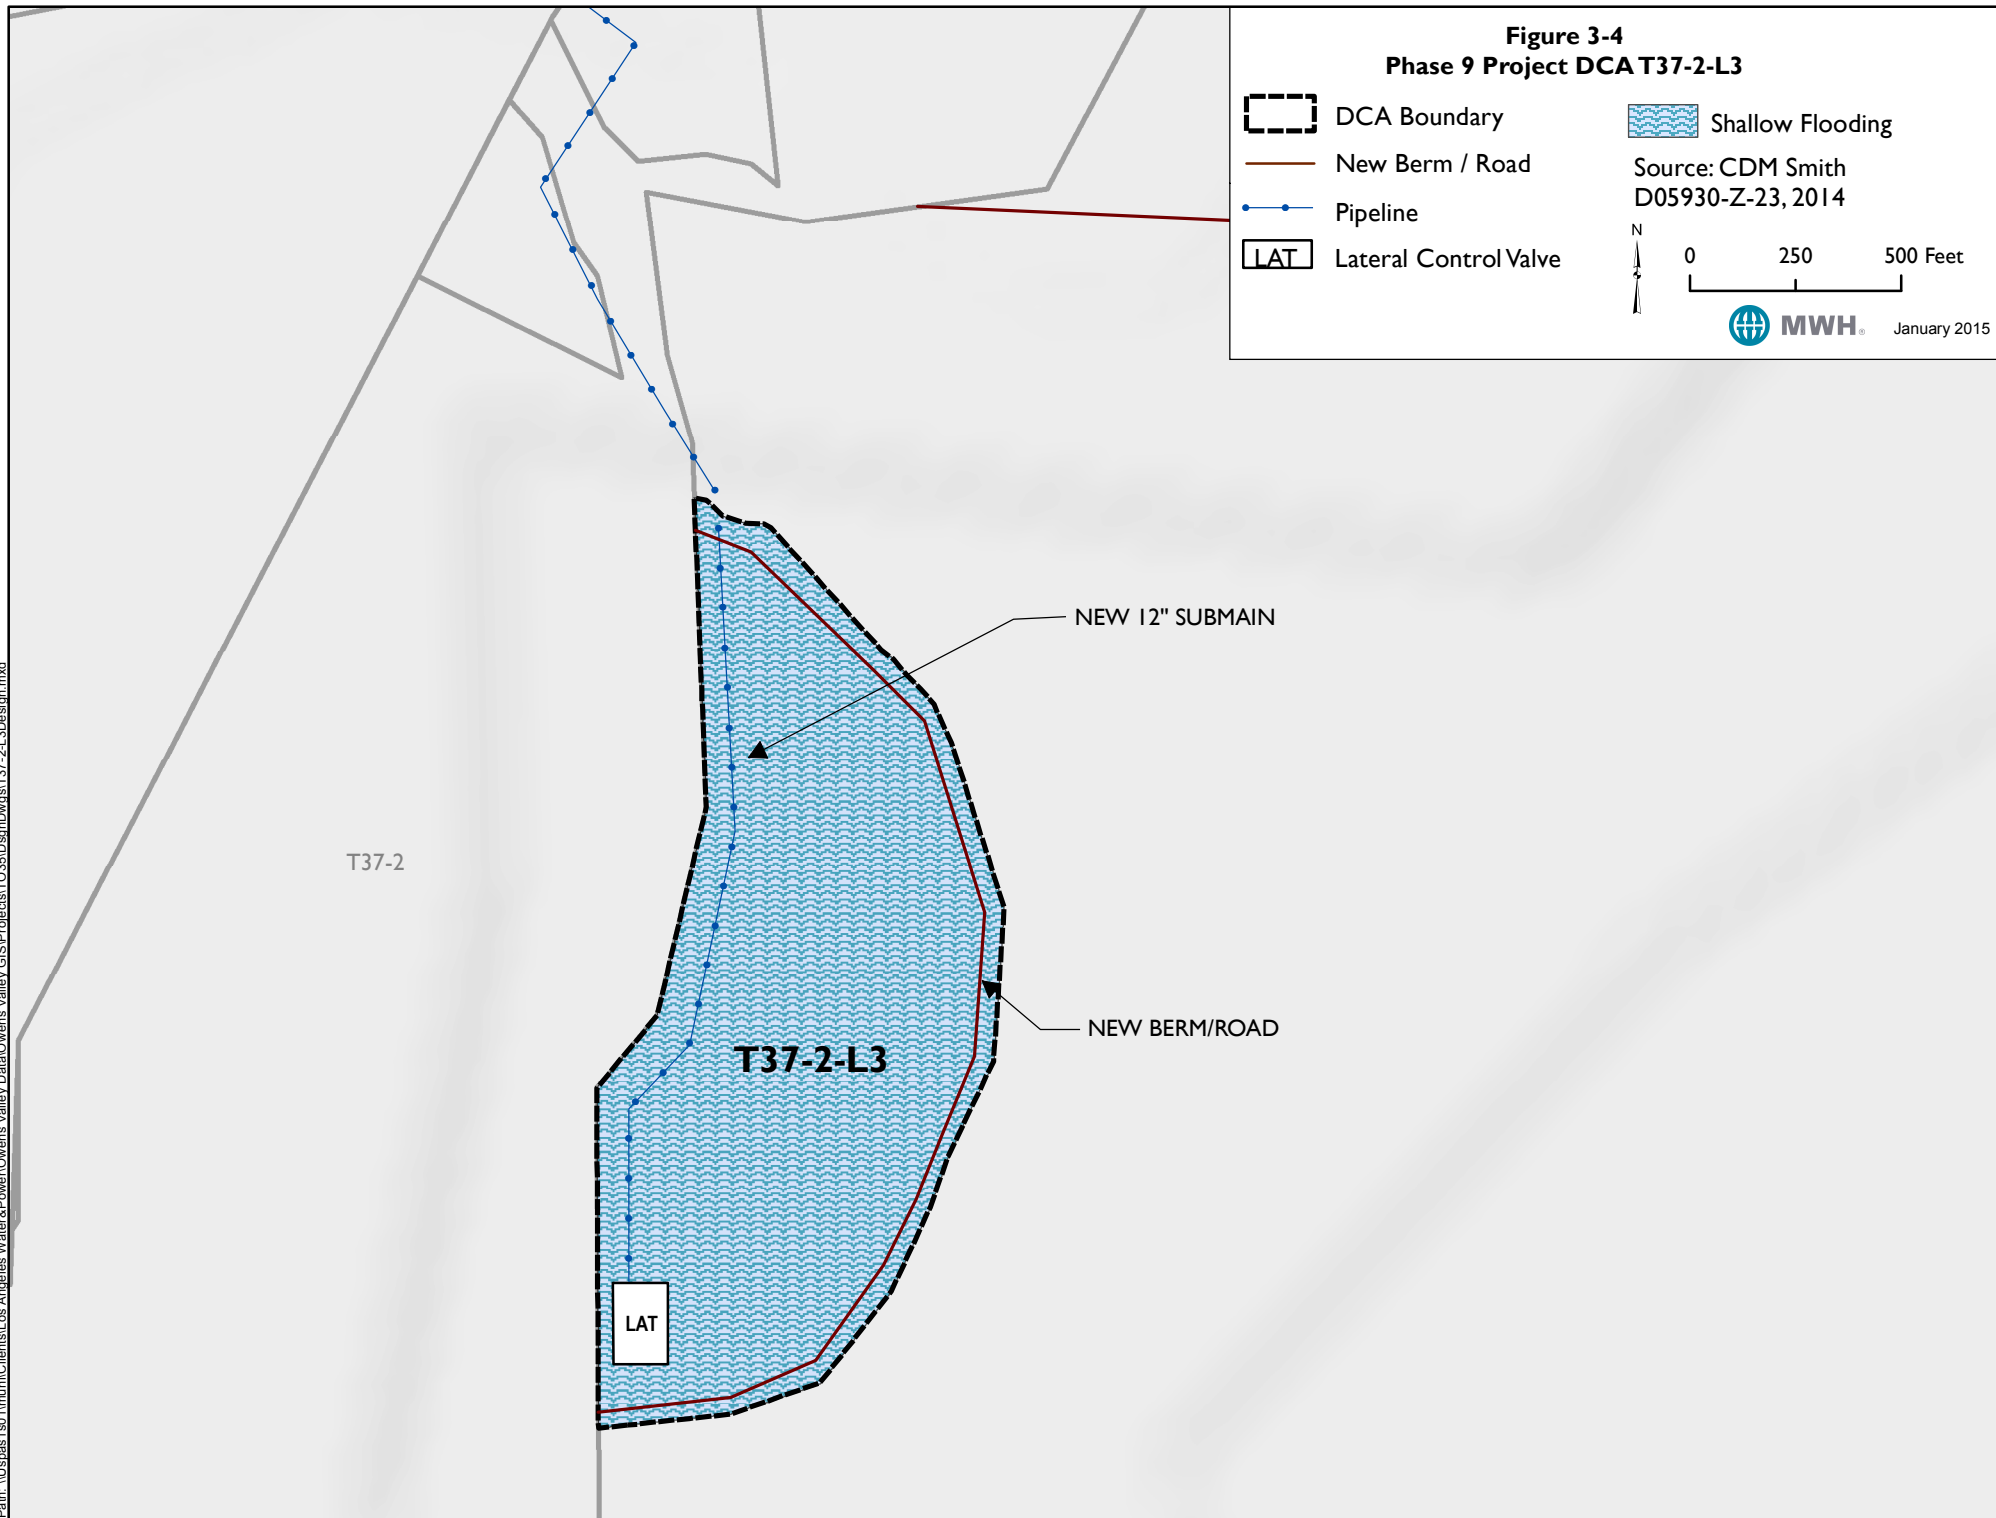 Figure 3-4
Phase 9 Project DCA T37-2-L3
DCA Boundary
New Berm / Road
Pipeline
LAT
Lateral Control Valve
Shallow Flooding
Source: CDM Smith
D05930-Z-23, 2014
N
0 250 500 Feet
MWH®
January 2015
NEW 12" SUBMAIN
T37-2
NEW BERM/ROAD
T37-2-L3
LAT